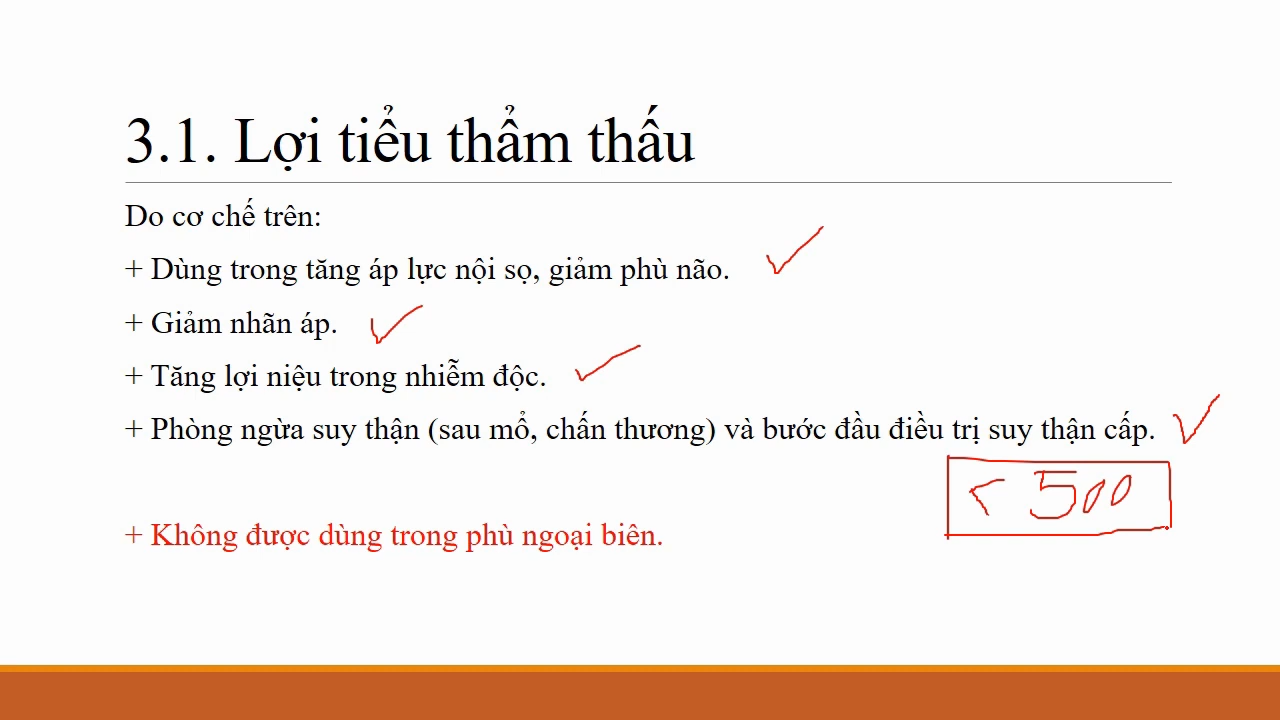 3.1. Lợi tiểu thẩm thấu
Do cơ chế trên:
+ Dùng trong tăng áp lực nội sọ, giảm phù não.
+ Giảm nhãn áp.
+ Tăng lợi niệu trong nhiễm độc.
+ Phòng ngừa suy thận (sau mổ, chấn thương) và bước đầu điều trị suy thận cấp.
< 500
+ Không được dùng trong phù ngoại biên.